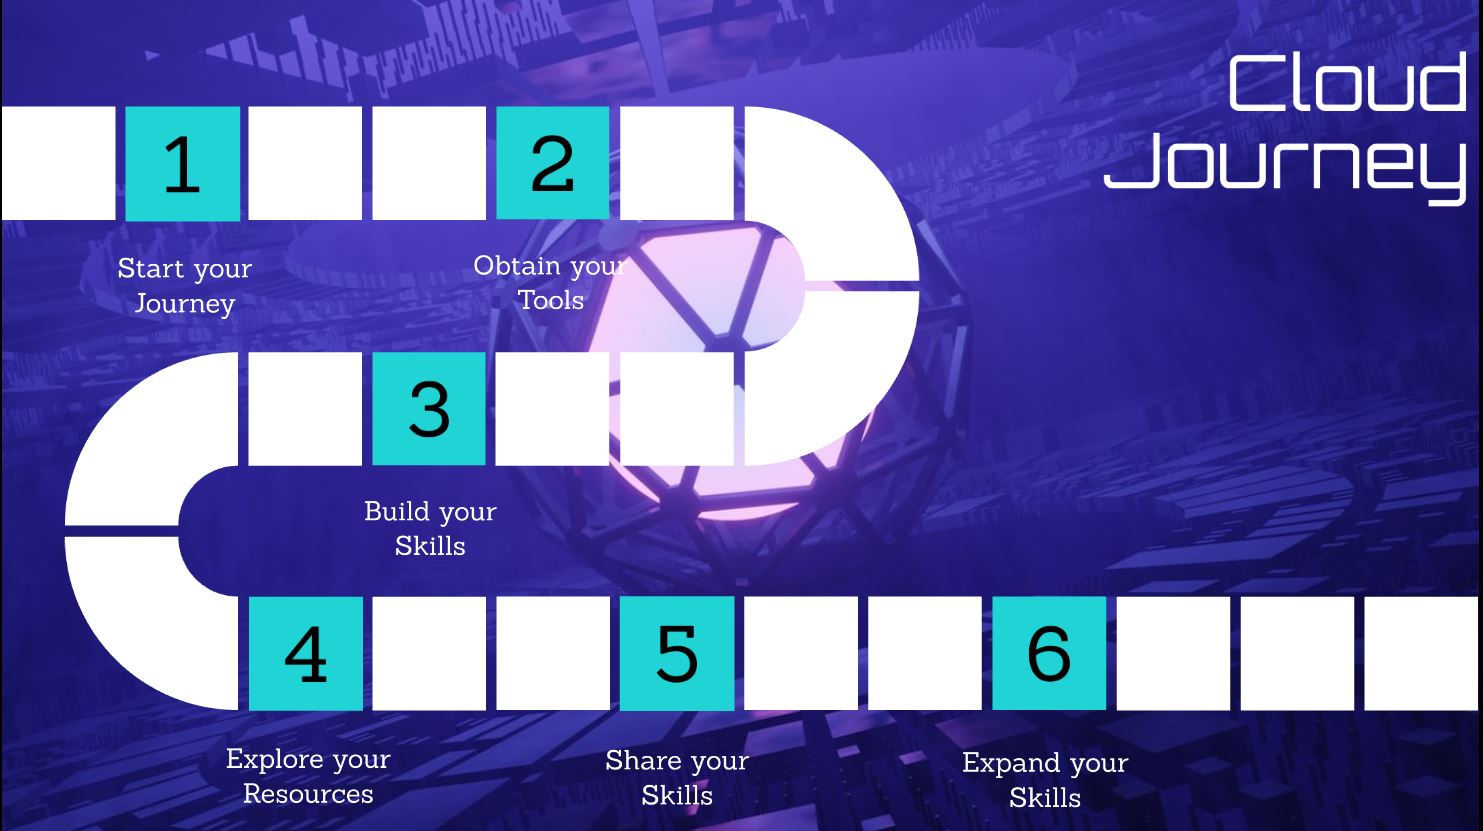 Cloud
Journey
1
2
Start your
Journey
Obtain your
Tools
3
Build your
Skills
4
5
6
Explore your
Resources
Share your
Skills
Expand your
Skills